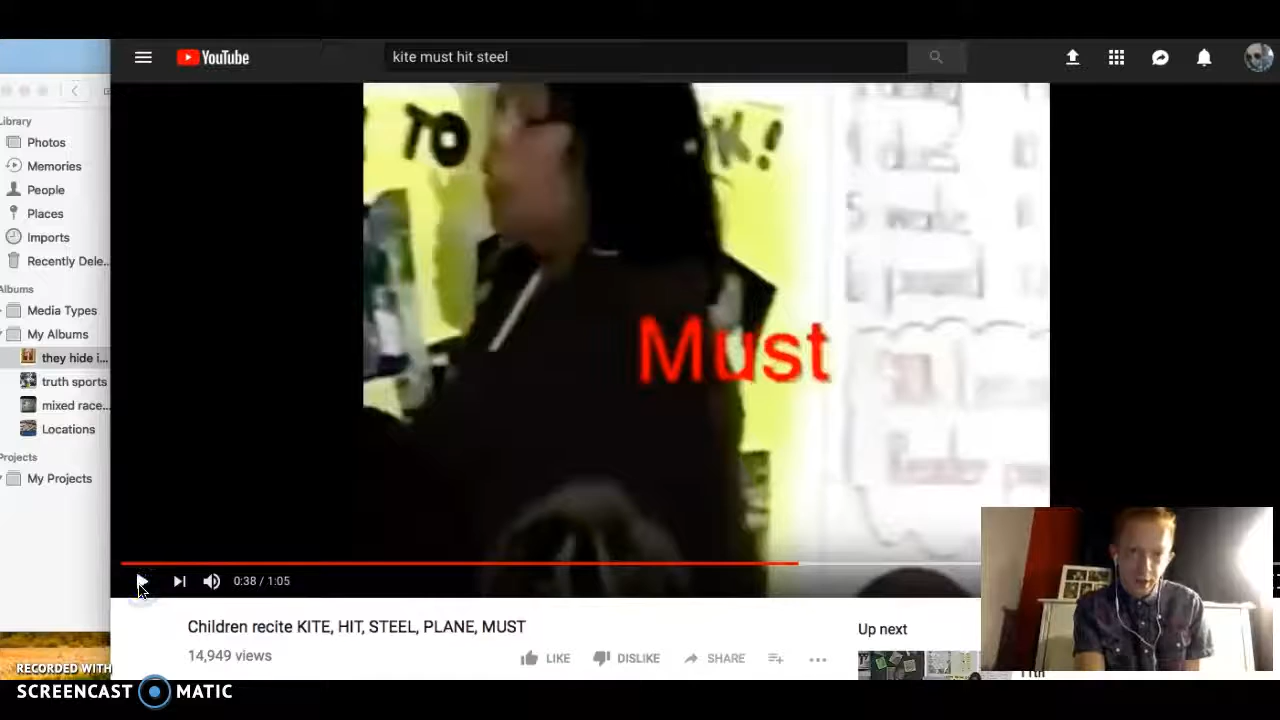 YouTube
kite must hit steel
Library
Photos
Memories
People
Places
Imports
Recently Dele...
Albums
Media Types
My Albums
they hide i...
truth sports
mixed race...
Locations
Projects
My Projects
TO K!
Must
0:38 / 1:05
Children recite KITE, HIT, STEEL, PLANE, MUST
14,949 views
LIKE
DISLIKE
SHARE
Up next
RECORDED WITH
SCREENCAST MATIC